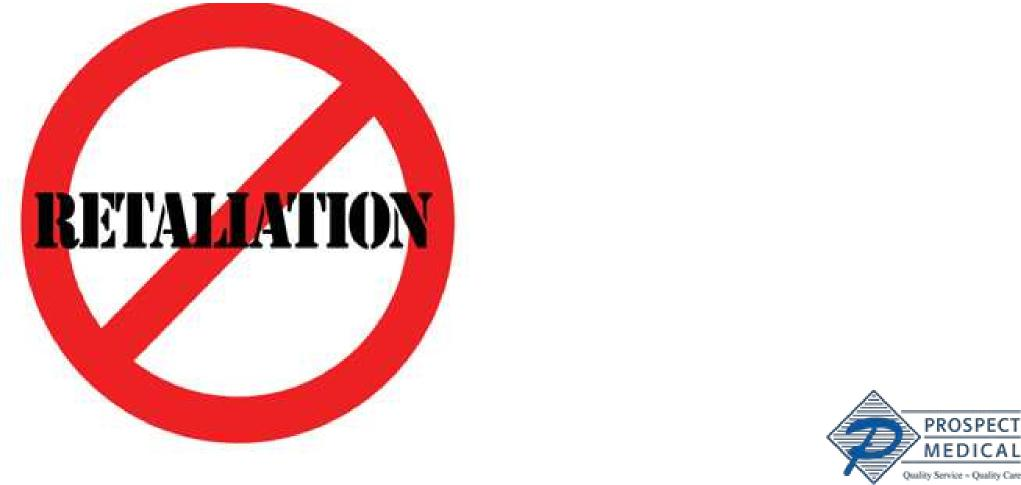 RETALIATION
PROSPECT
MEDICAL
Quality Service ~ Quality Care